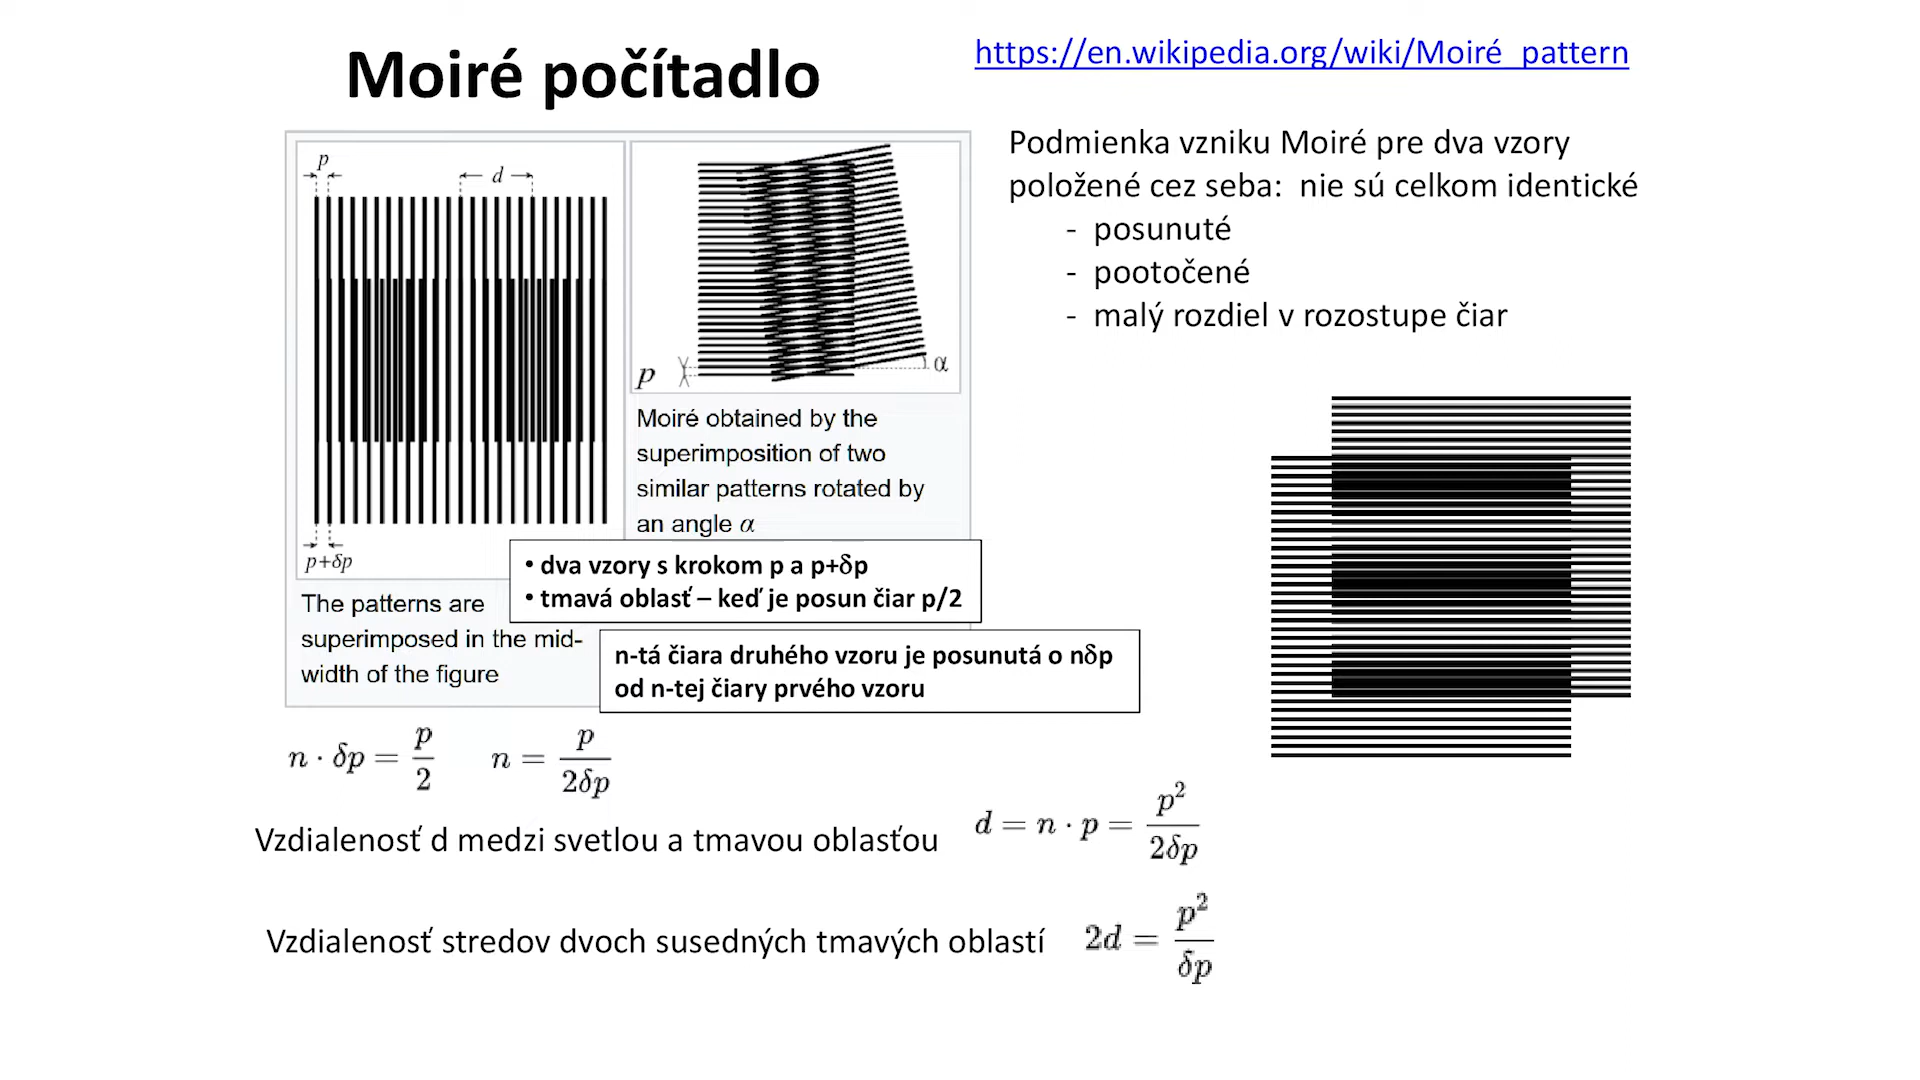 Moiré počítadlo
https://en.wikipedia.org/wiki/Moiré_pattern
p
d
p+δp
The patterns are
superimposed in the mid-
width of the figure
p
α
Moiré obtained by the
superimposition of two
similar patterns rotated by
an angle α
• dva vzory s krokom p a p+δp
• tmavá oblasť – keď je posun čiar p/2
n-tá čiara druhého vzoru je posunutá o nδp
od n-tej čiary prvého vzoru
Podmienka vzniku Moiré pre dva vzory
položené cez seba:  nie sú celkom identické
- posunuté
- pootočené
- malý rozdiel v rozostupe čiar
n · δp = p/2
n = p/2δp
Vzdialenosť d medzi svetlou a tmavou oblasťou
d = n · p = p²/2δp
Vzdialenosť stredov dvoch susedných tmavých oblastí
2d = p²/δp